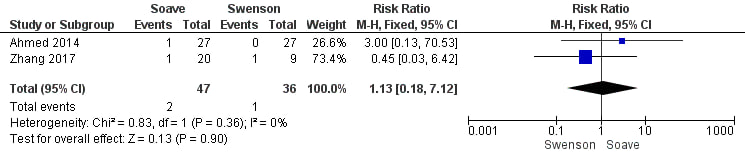 Soave Swenson Risk Ratio Risk Ratio
Study or Subgroup Events Total Events Total Weight M-H, Fixed, 95% CI M-H, Fixed, 95% CI
Ahmed 2014 1 27 0 27 26.6% 3.00 [0.13, 70.53]
Zhang 2017 1 20 1 9 73.4% 0.45 [0.03, 6.42]
Total (95% CI) 47 36 100.0% 1.13 [0.18, 7.12]
Total events 2 1
Heterogeneity: Chi² = 0.83, df = 1 (P = 0.36); I² = 0%
Test for overall effect: Z = 0.13 (P = 0.90)
0.001 0.1 1 10 1000
Swenson Soave